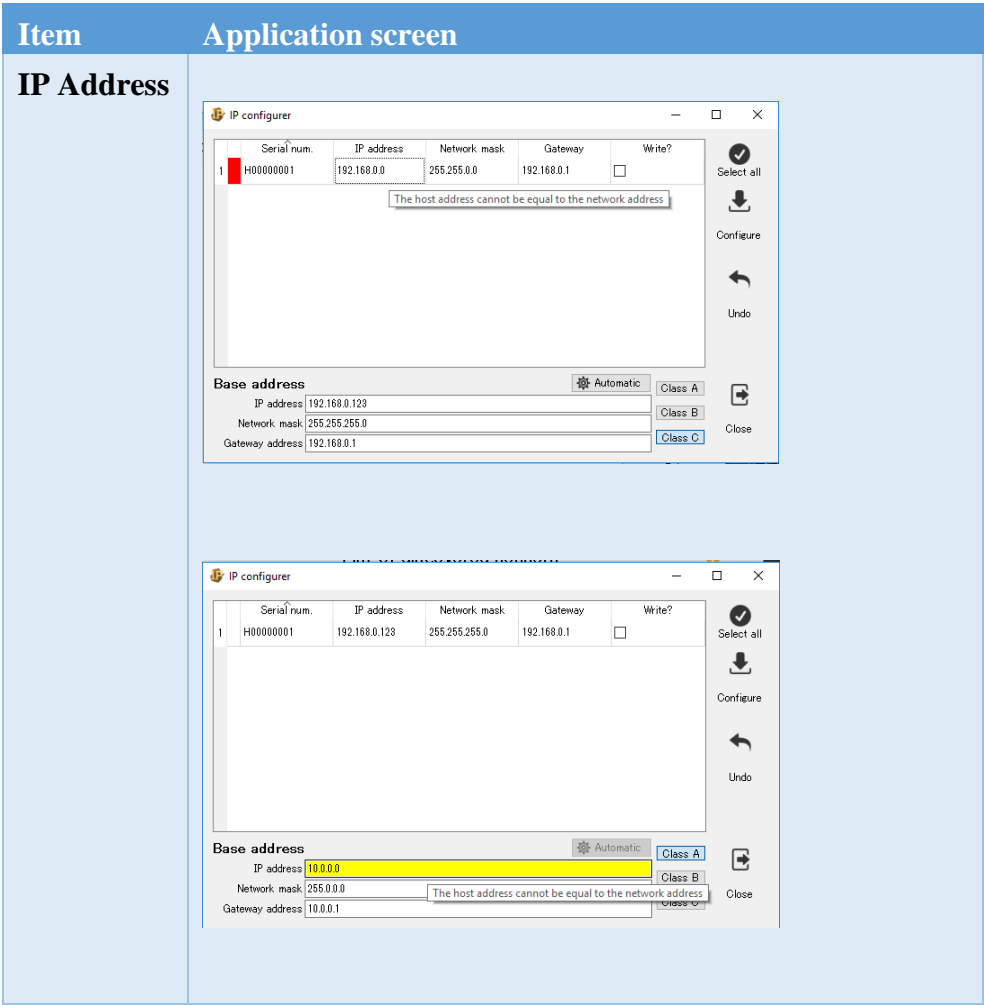 Item Application screen
IP Address
IP configurer
Serial num. IP address Network mask Gateway Write?
1 H00000001 192.168.0.0 255.255.0.0 192.168.0.1
The host address cannot be equal to the network address
Select all
Configure
Undo
Base address
Automatic
Class A
IP address 192.168.0.123
Class B
Network mask 255.255.255.0
Close
Class C
Gateway address 192.168.0.1
IP configurer
Serial num. IP address Network mask Gateway Write?
1 H00000001 192.168.0.123 255.255.255.0 192.168.0.1
Select all
Configure
Undo
Base address
Automatic
Class A
IP address 10.0.0.0
Class B
Network mask 255.0.0.0
The host address cannot be equal to the network address
Close
Class C
Gateway address 10.0.0.1